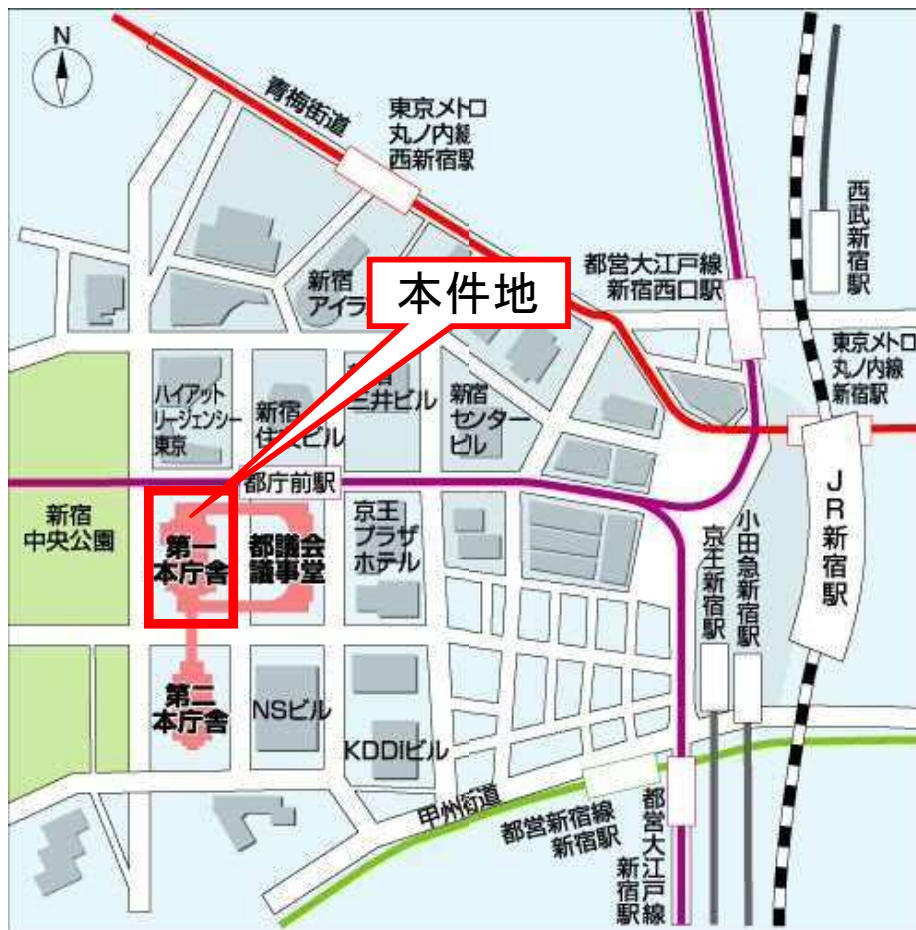 N
青梅街道
東京メトロ
丸ノ内線
西新宿駅
西武新宿駅
都営大江戸線
新宿西口駅
新宿
アイラ
本件地
東京メトロ
丸ノ内線
新宿駅
ハイアット
リージェンシー
東京
新宿
住友ビル
三井ビル
新宿
センター
ビル
都庁前駅
新宿
中央公園
第一
本庁舎
都議会
議事堂
京王
プラザ
ホテル
JR新宿駅
小田急新宿駅
京王新宿駅
第二
本庁舎
NSビル
KDDIビル
甲州街道
都営新宿線
新宿駅
都営大江戸線
新宿駅